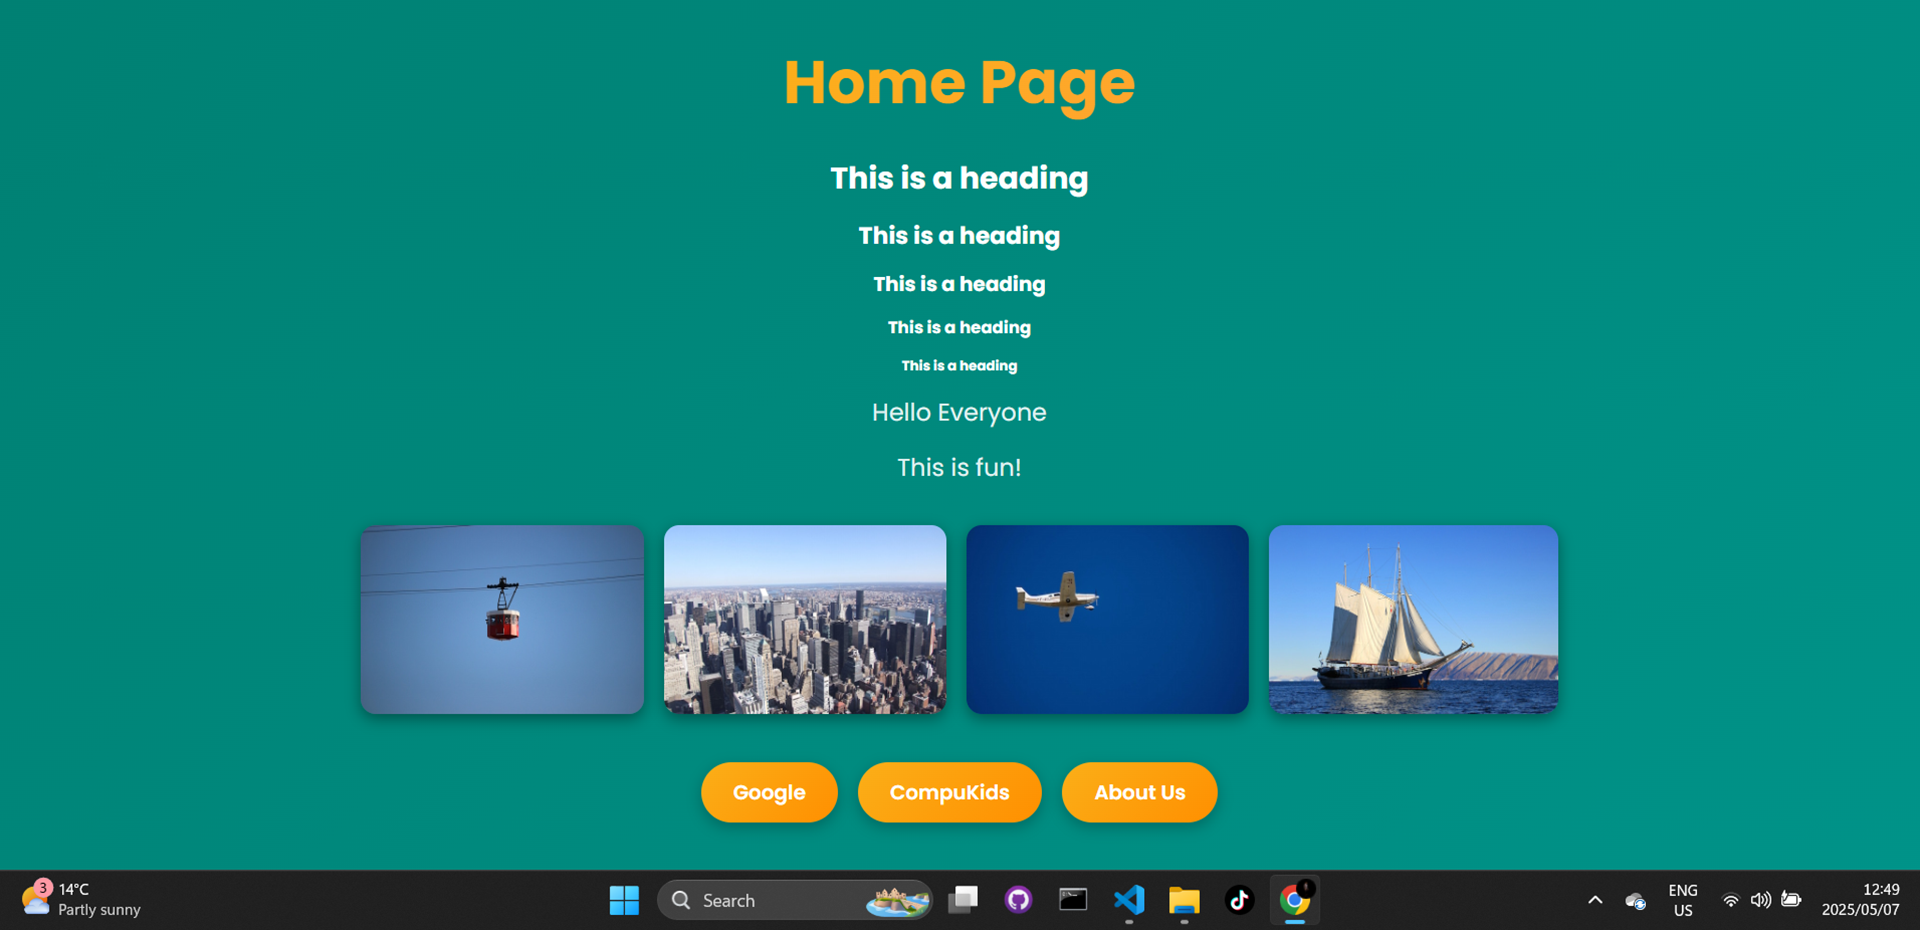 Home Page
This is a heading
This is a heading
This is a heading
This is a heading
This is a heading
Hello Everyone
This is fun!
Google
CompuKids
About Us
3
14°C
Partly sunny
Search
ENG
US
12:49
2025/05/07